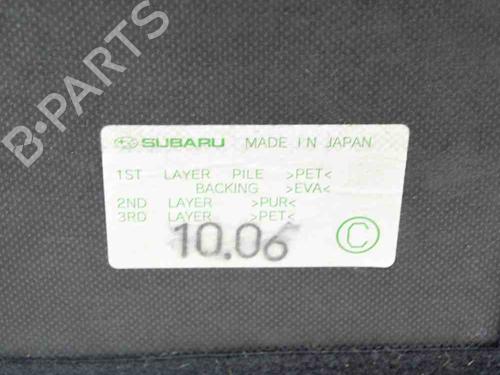 SUBARU MADE IN JAPAN
1ST LAYER PILE >PET<
BACKING >EVA<
2ND LAYER >PUR<
3RD LAYER >PET<
10.06
C
B-PARTS